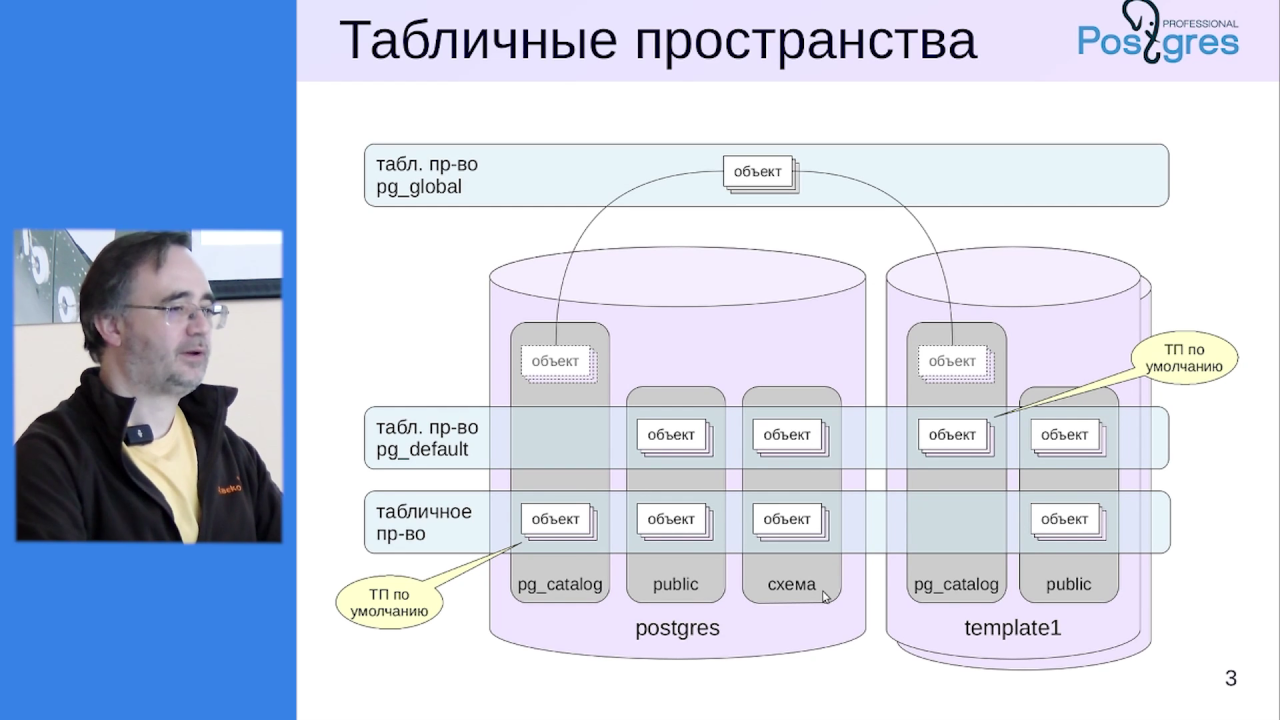 Табличные пространства
PROFESSIONAL
Postgres
табл. пр-во
pg_global
объект
объект
объект
ТП по
умолчанию
табл. пр-во
pg_default
объект
объект
объект
объект
табличное
пр-во
объект
объект
объект
объект
pg_catalog
public
схема
pg_catalog
public
ТП по
умолчанию
postgres
template1
3